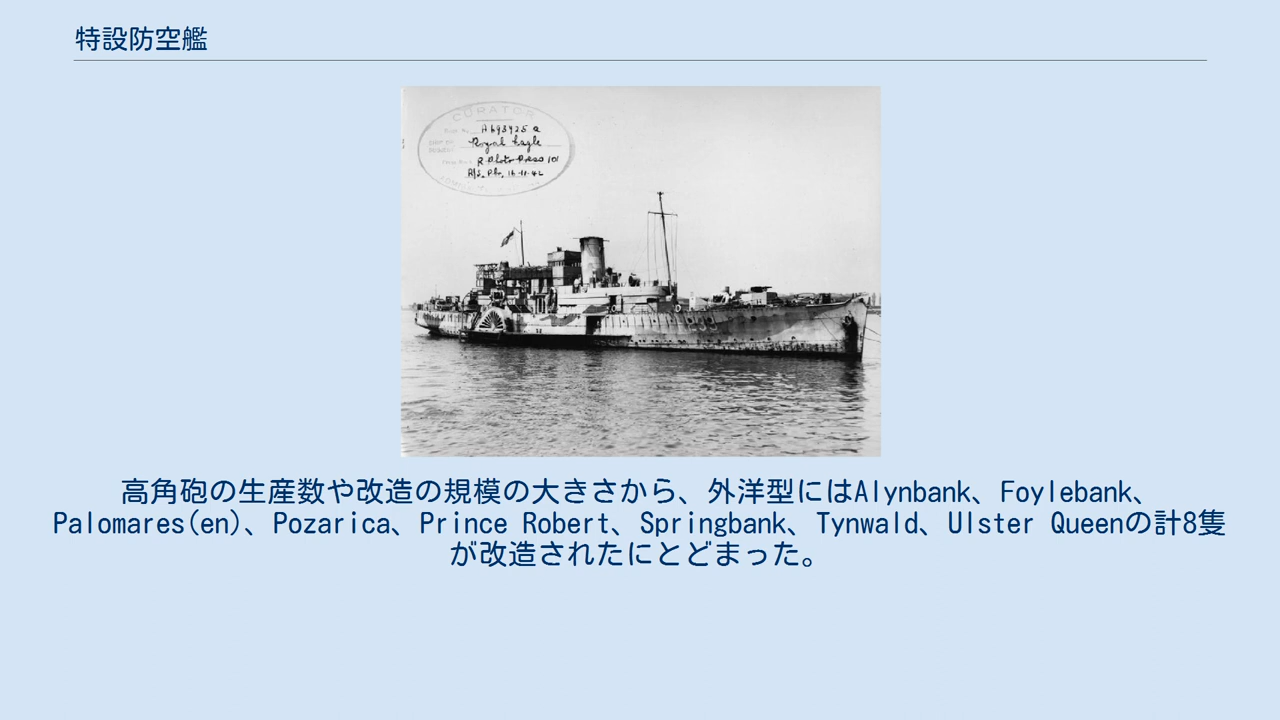 特設防空艦
CURATOR
Royal Eagle
高角砲の生産数や改造の規模の大きさから、外洋型にはAlynbank、Foylebank、
Palomares(en)、Pozarica、Prince Robert、Springbank、Tynwald、Ulster Queenの計8隻
が改造されたにとどまった。